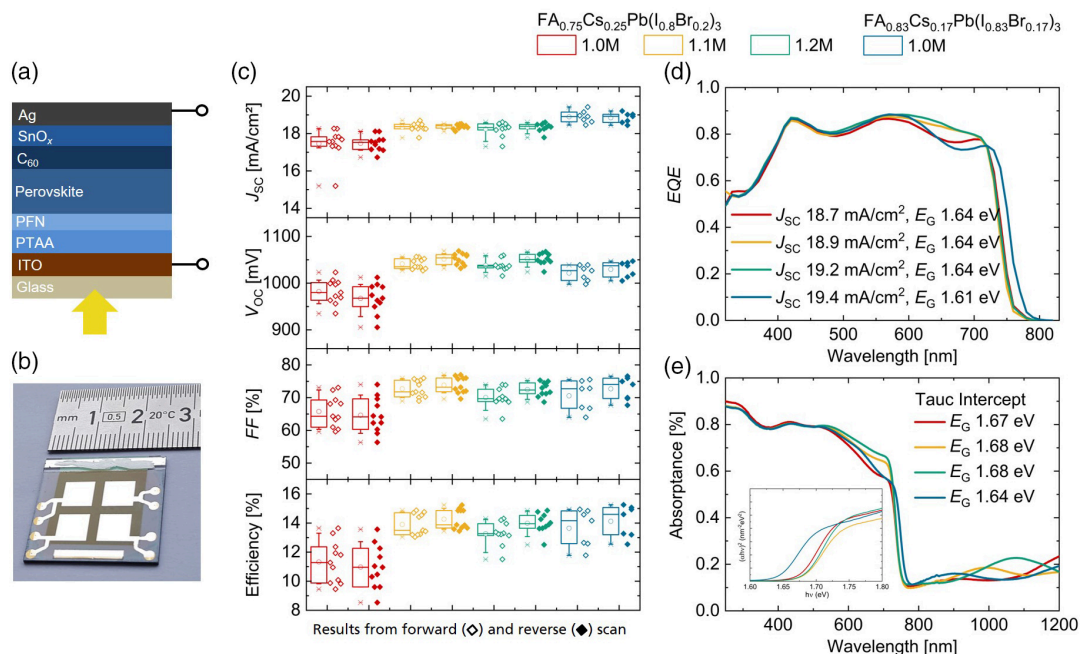 FA0.75Cs0.25Pb(I0.8Br0.2)3
FA0.83Cs0.17Pb(I0.83Br0.17)3
1.0M
1.1M
1.2M
1.0M
(a)
Ag
SnOx
C60
Perovskite
PFN
PTAA
ITO
Glass
(b)
mm 1 0.5 2 20°C 3
(c)
JSC [mA/cm²]
20
18
16
14
VOC [mV]
1100
1050
1000
950
900
FF [%]
80
70
60
50
Efficiency [%]
16
14
12
10
8
Results from forward (◇) and reverse (◆) scan
(d)
EQE
1.0
0.8
0.6
0.4
0.2
0.0
JSC 18.7 mA/cm², EG 1.64 eV
JSC 18.9 mA/cm², EG 1.64 eV
JSC 19.2 mA/cm², EG 1.64 eV
JSC 19.4 mA/cm², EG 1.61 eV
400 500 600 700 800
Wavelength [nm]
(e)
Absorptance [%]
1.0
0.8
0.6
0.4
0.2
0.0
Tauc Intercept
EG 1.67 eV
EG 1.68 eV
EG 1.68 eV
EG 1.64 eV
(αhν)² (nm⁻²eV²)
1.60 1.65 1.70 1.75 1.80
hν (eV)
400 600 800 1000 1200
Wavelength [nm]